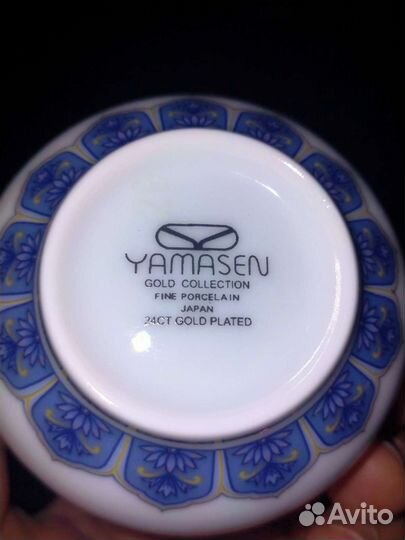 YAMASEN
GOLD COLLECTION
FINE PORCELAIN
JAPAN
24CT GOLD PLATED
Avito